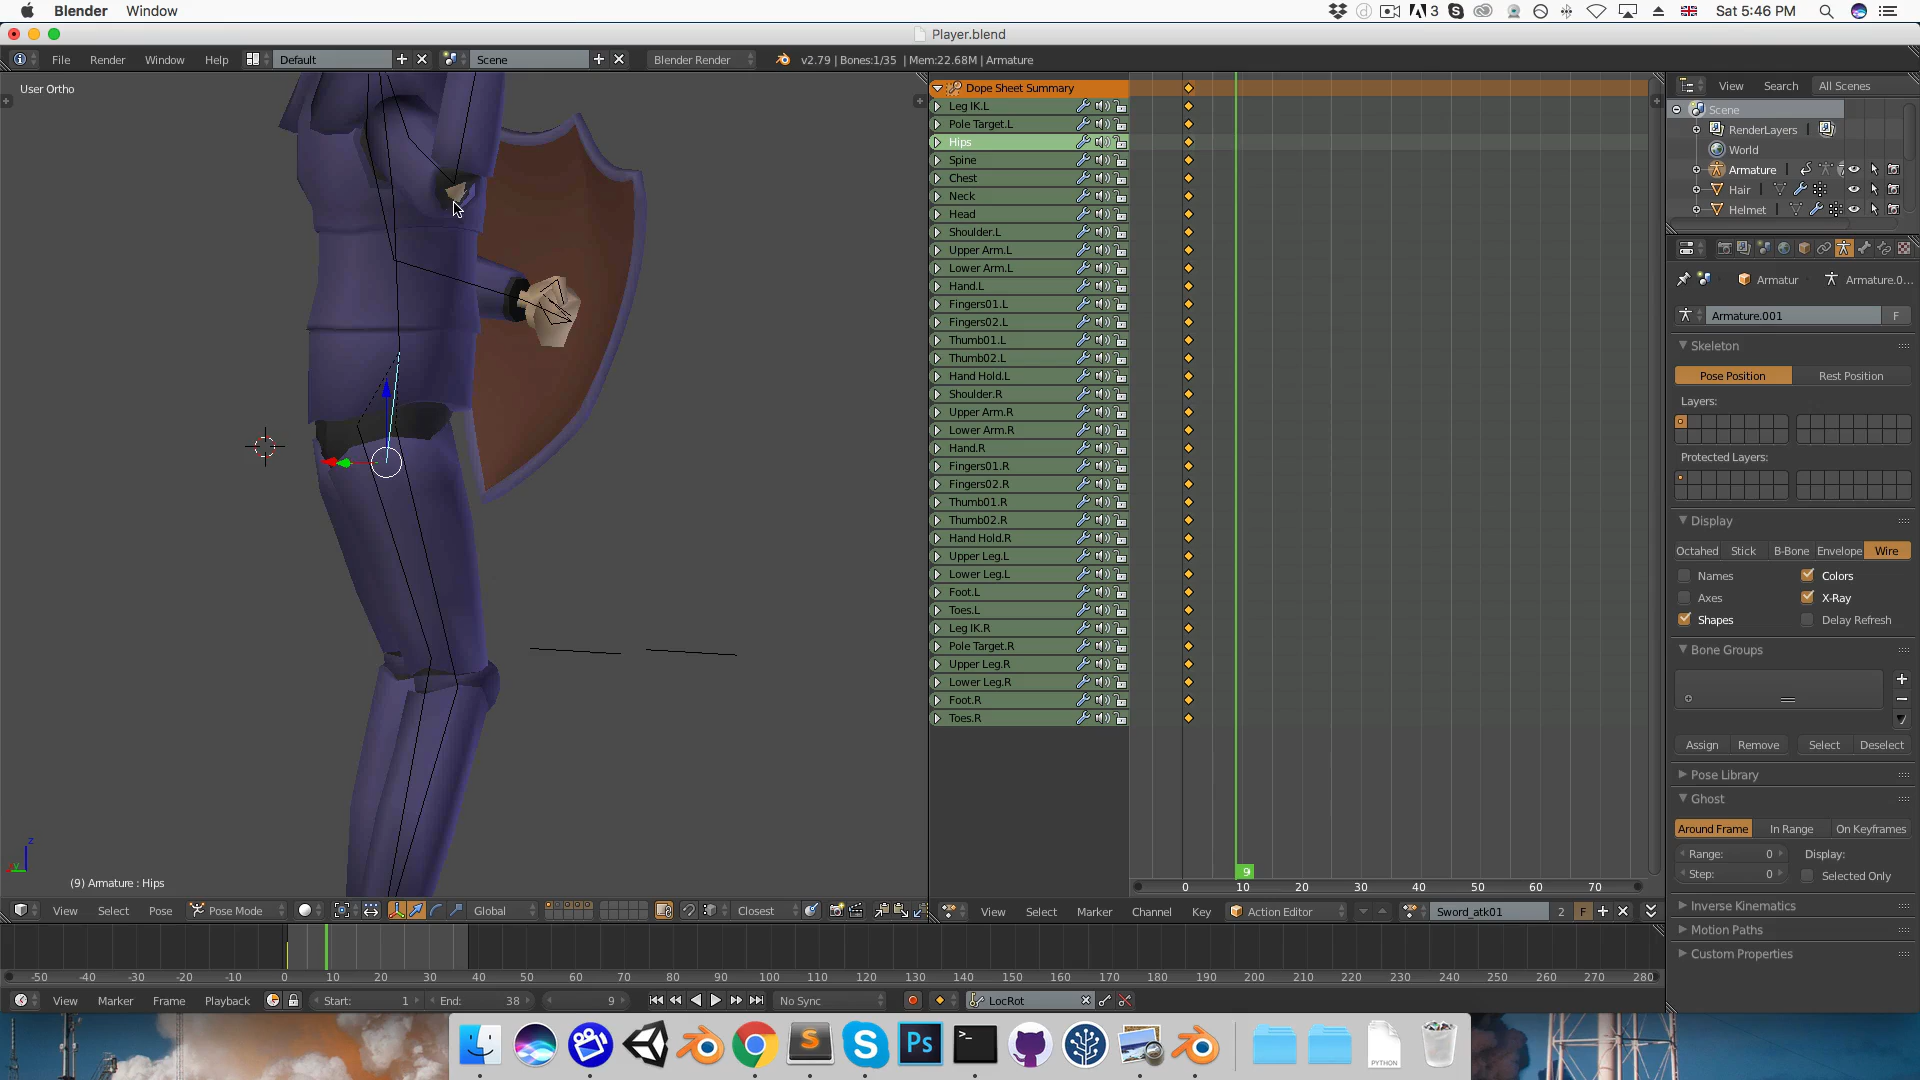 Blender Window
3 Sat 5:46 PM
Player.blend
File Render Window Help Default Scene Blender Render v2.79 | Bones:1/35 | Mem:22.68M | Armature
User Ortho
Dope Sheet Summary
Leg IK.L
Pole Target.L
Hips
Spine
Chest
Neck
Head
Shoulder.L
Upper Arm.L
Lower Arm.L
Hand.L
Fingers01.L
Fingers02.L
Thumb01.L
Thumb02.L
Hand Hold.L
Shoulder.R
Upper Arm.R
Lower Arm.R
Hand.R
Fingers01.R
Fingers02.R
Thumb01.R
Thumb02.R
Hand Hold.R
Upper Leg.L
Lower Leg.L
Foot.L
Toes.L
Leg IK.R
Pole Target.R
Upper Leg.R
Lower Leg.R
Foot.R
Toes.R
9
0 10 20 30 40 50 60 70
View Search All Scenes
Scene
RenderLayers
World
Armature
Hair
Helmet
Armatur Armature.0...
Armature.001 F
Skeleton
Pose Position Rest Position
Layers:
Protected Layers:
Display
Octahed Stick B-Bone Envelope Wire
Names Colors
Axes X-Ray
Shapes Delay Refresh
Bone Groups
Assign Remove Select Deselect
Pose Library
Ghost
Around Frame In Range On Keyframes
Range: 0 Display:
Step: 0 Selected Only
Inverse Kinematics
Motion Paths
Custom Properties
z
y
(9) Armature : Hips
View Select Pose Pose Mode Global Closest
View Select Marker Channel Key Action Editor Sword_atk01 2 F
-50 -40 -30 -20 -10 0 10 20 30 40 50 60 70 80 90 100 110 120 130 140 150 160 170 180 190 200 210 220 230 240 250 260 270 280
View Marker Frame Playback Start: 1 End: 38 9 No Sync LocRot
S
S
Ps
>_
PYTHON